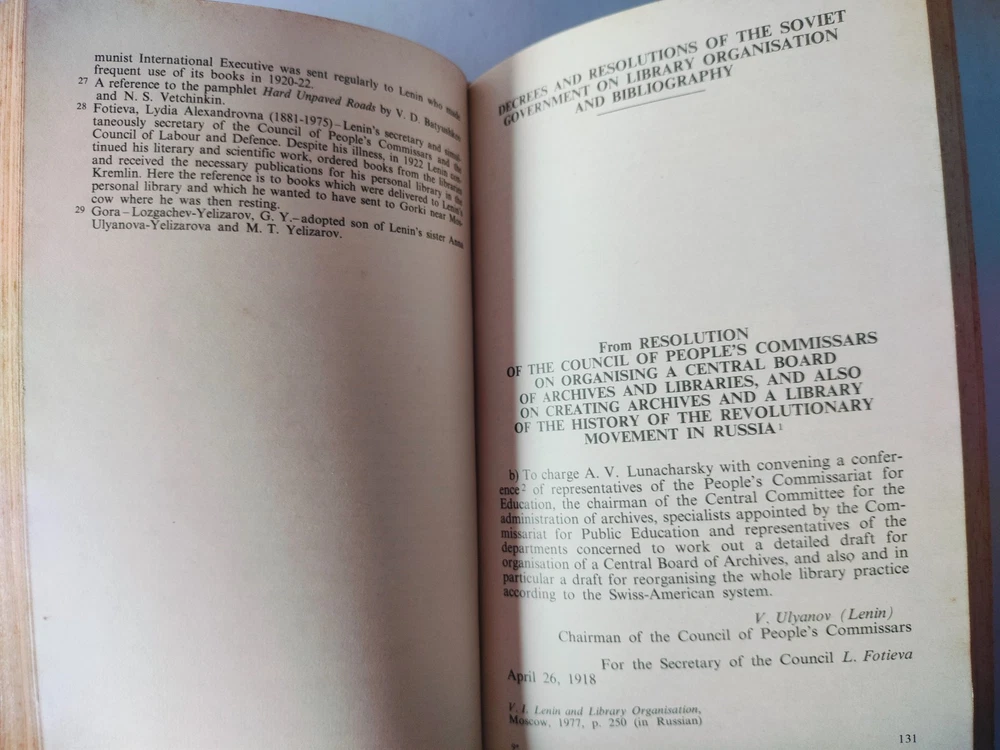 munist International Executive was sent regularly to Lenin who made
frequent use of its books in 1920-22.
27 A reference to the pamphlet Hard Unpaved Roads by V. D. Batyushkov
and N. S. Vetchinkin.
28 Fotieva, Lydia Alexandrovna (1881-1975)–Lenin's secretary and simul-
taneously secretary of the Council of People's Commissars and the
Council of Labour and Defence. Despite his illness, in 1922 Lenin con-
tinued his literary and scientific work, ordered books from the libraries
and received the necessary publications for his personal library in the
Kremlin. Here the reference is to books which were delivered to Lenin's
personal library and which he wanted to have sent to Gorki near Mos-
cow where he was then resting.
29 Gora–Lozgachev-Yelizarov, G. Y.–adopted son of Lenin's sister Anna
Ulyanova-Yelizarova and M. T. Yelizarov.
DECREES AND RESOLUTIONS OF THE SOVIET
GOVERNMENT ON LIBRARY ORGANISATION
AND BIBLIOGRAPHY
From RESOLUTION
OF THE COUNCIL OF PEOPLE'S COMMISSARS
ON ORGANISING A CENTRAL BOARD
OF ARCHIVES AND LIBRARIES, AND ALSO
ON CREATING ARCHIVES AND A LIBRARY
OF THE HISTORY OF THE REVOLUTIONARY
MOVEMENT IN RUSSIA1
b) To charge A. V. Lunacharsky with convening a confer-
ence2 of representatives of the People's Commissariat for
Education, the chairman of the Central Committee for the
administration of archives, specialists appointed by the Com-
missariat for Public Education and representatives of the
departments concerned to work out a detailed draft for
organisation of a Central Board of Archives, and also and in
particular a draft for reorganising the whole library practice
according to the Swiss-American system.
V. Ulyanov (Lenin)
Chairman of the Council of People's Commissars
For the Secretary of the Council L. Fotieva
April 26, 1918
V. I. Lenin and Library Organisation,
Moscow, 1977, p. 250 (in Russian)
131